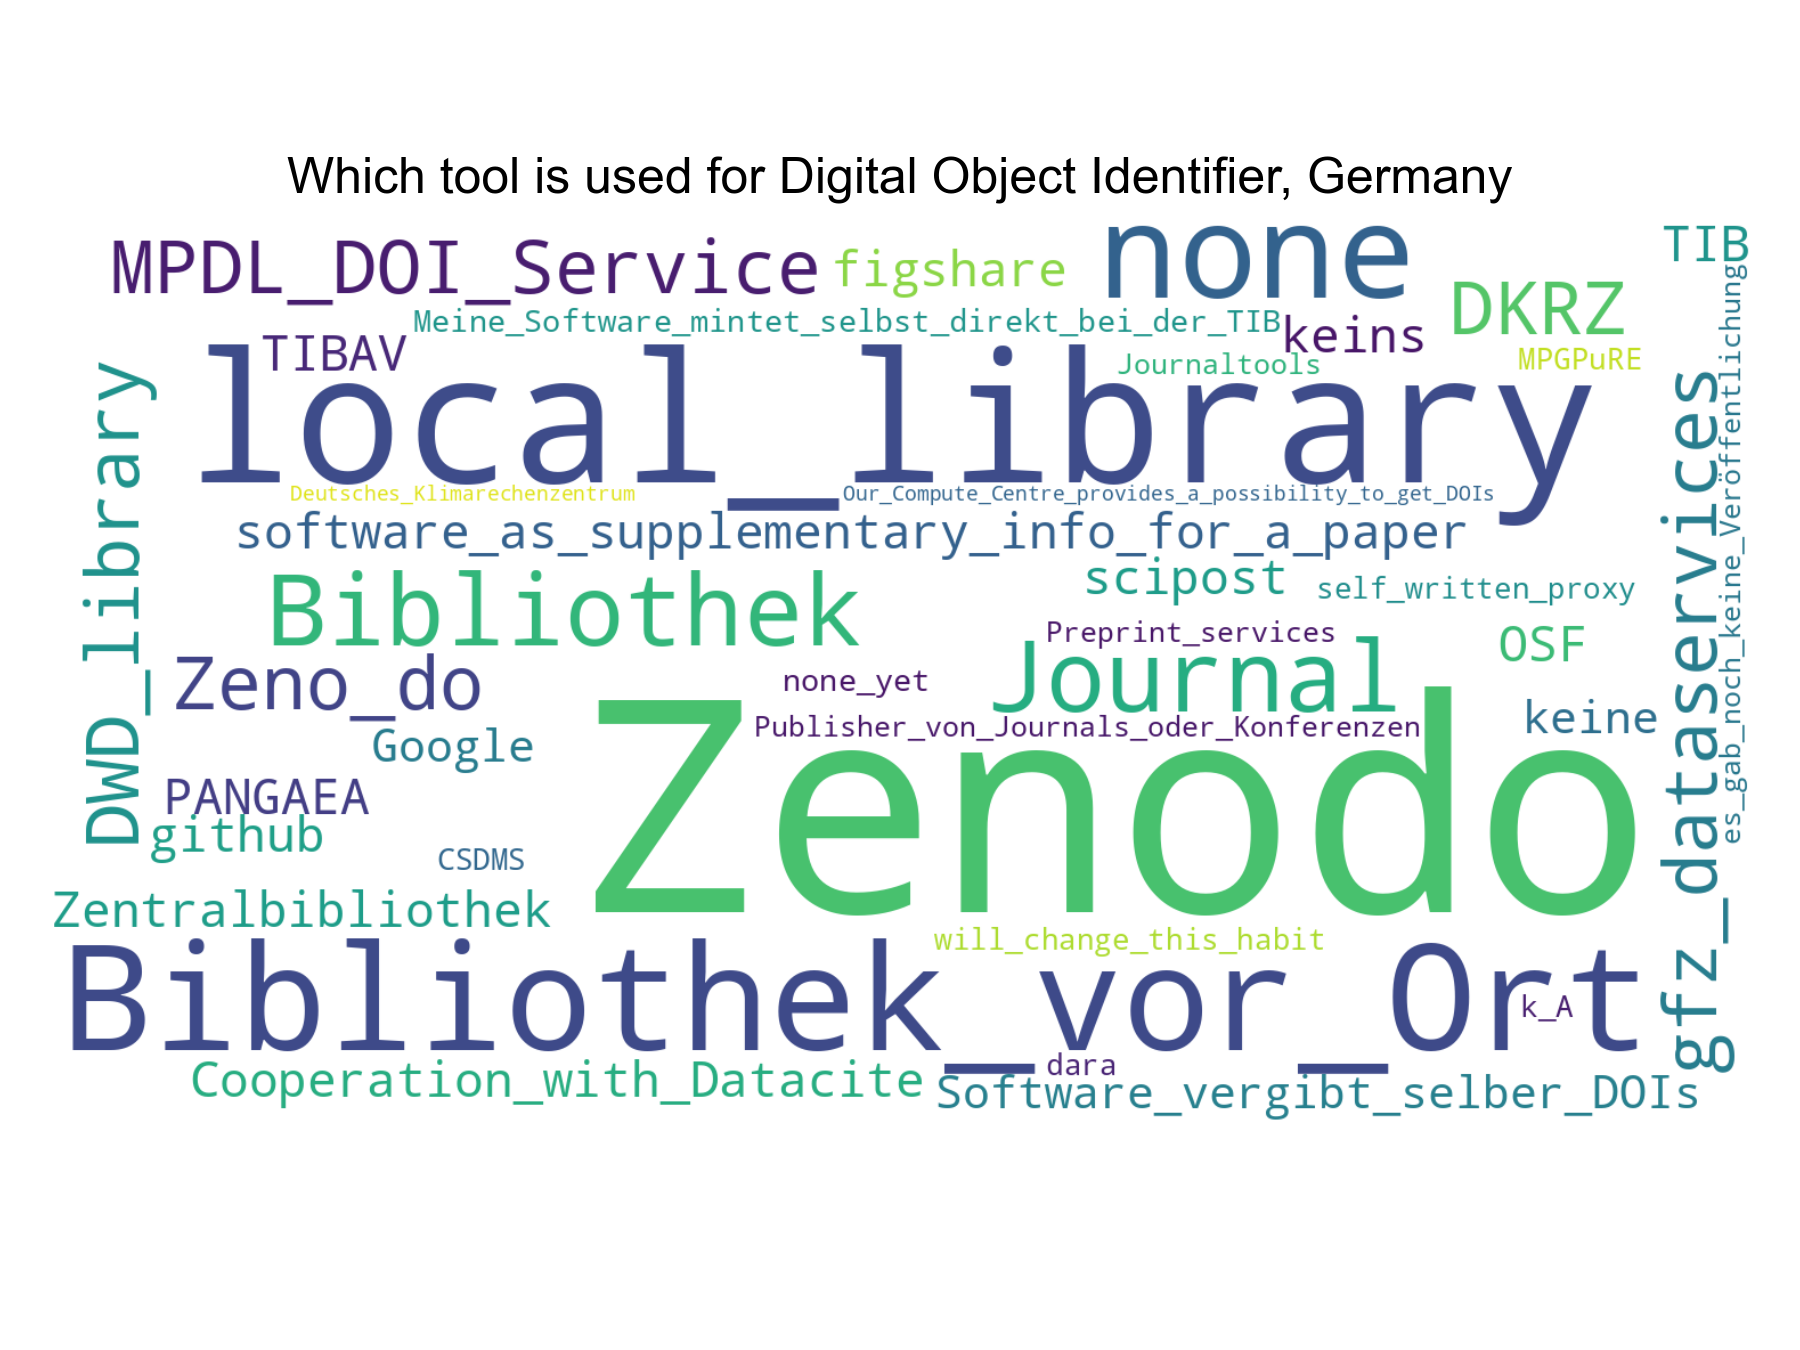 Which tool is used for Digital Object Identifier, Germany
MPDL_DOI_Service
figshare
none
TIB
DKRZ
Meine_Software_mintet_selbst_direkt_bei_der_TIB
keins
TIBAV
Journaltools
MPGPuRE
local_library
DWD_library
gfz_dataservices
es_gab_noch_keine_Veröffentlichung
Deutsches_Klimarechenzentrum
Our_Compute_Centre_provides_a_possibility_to_get_DOIs
software_as_supplementary_info_for_a_paper
Bibliothek
scipost
self_written_proxy
Preprint_services
OSF
Zeno_do
none_yet
Journal
Publisher_von_Journals_oder_Konferenzen
keine
Google
Zenodo
PANGAEA
github
CSDMS
Zentralbibliothek
will_change_this_habit
Bibliothek_vor_Ort
k_A
Cooperation_with_Datacite
dara
Software_vergibt_selber_DOIs